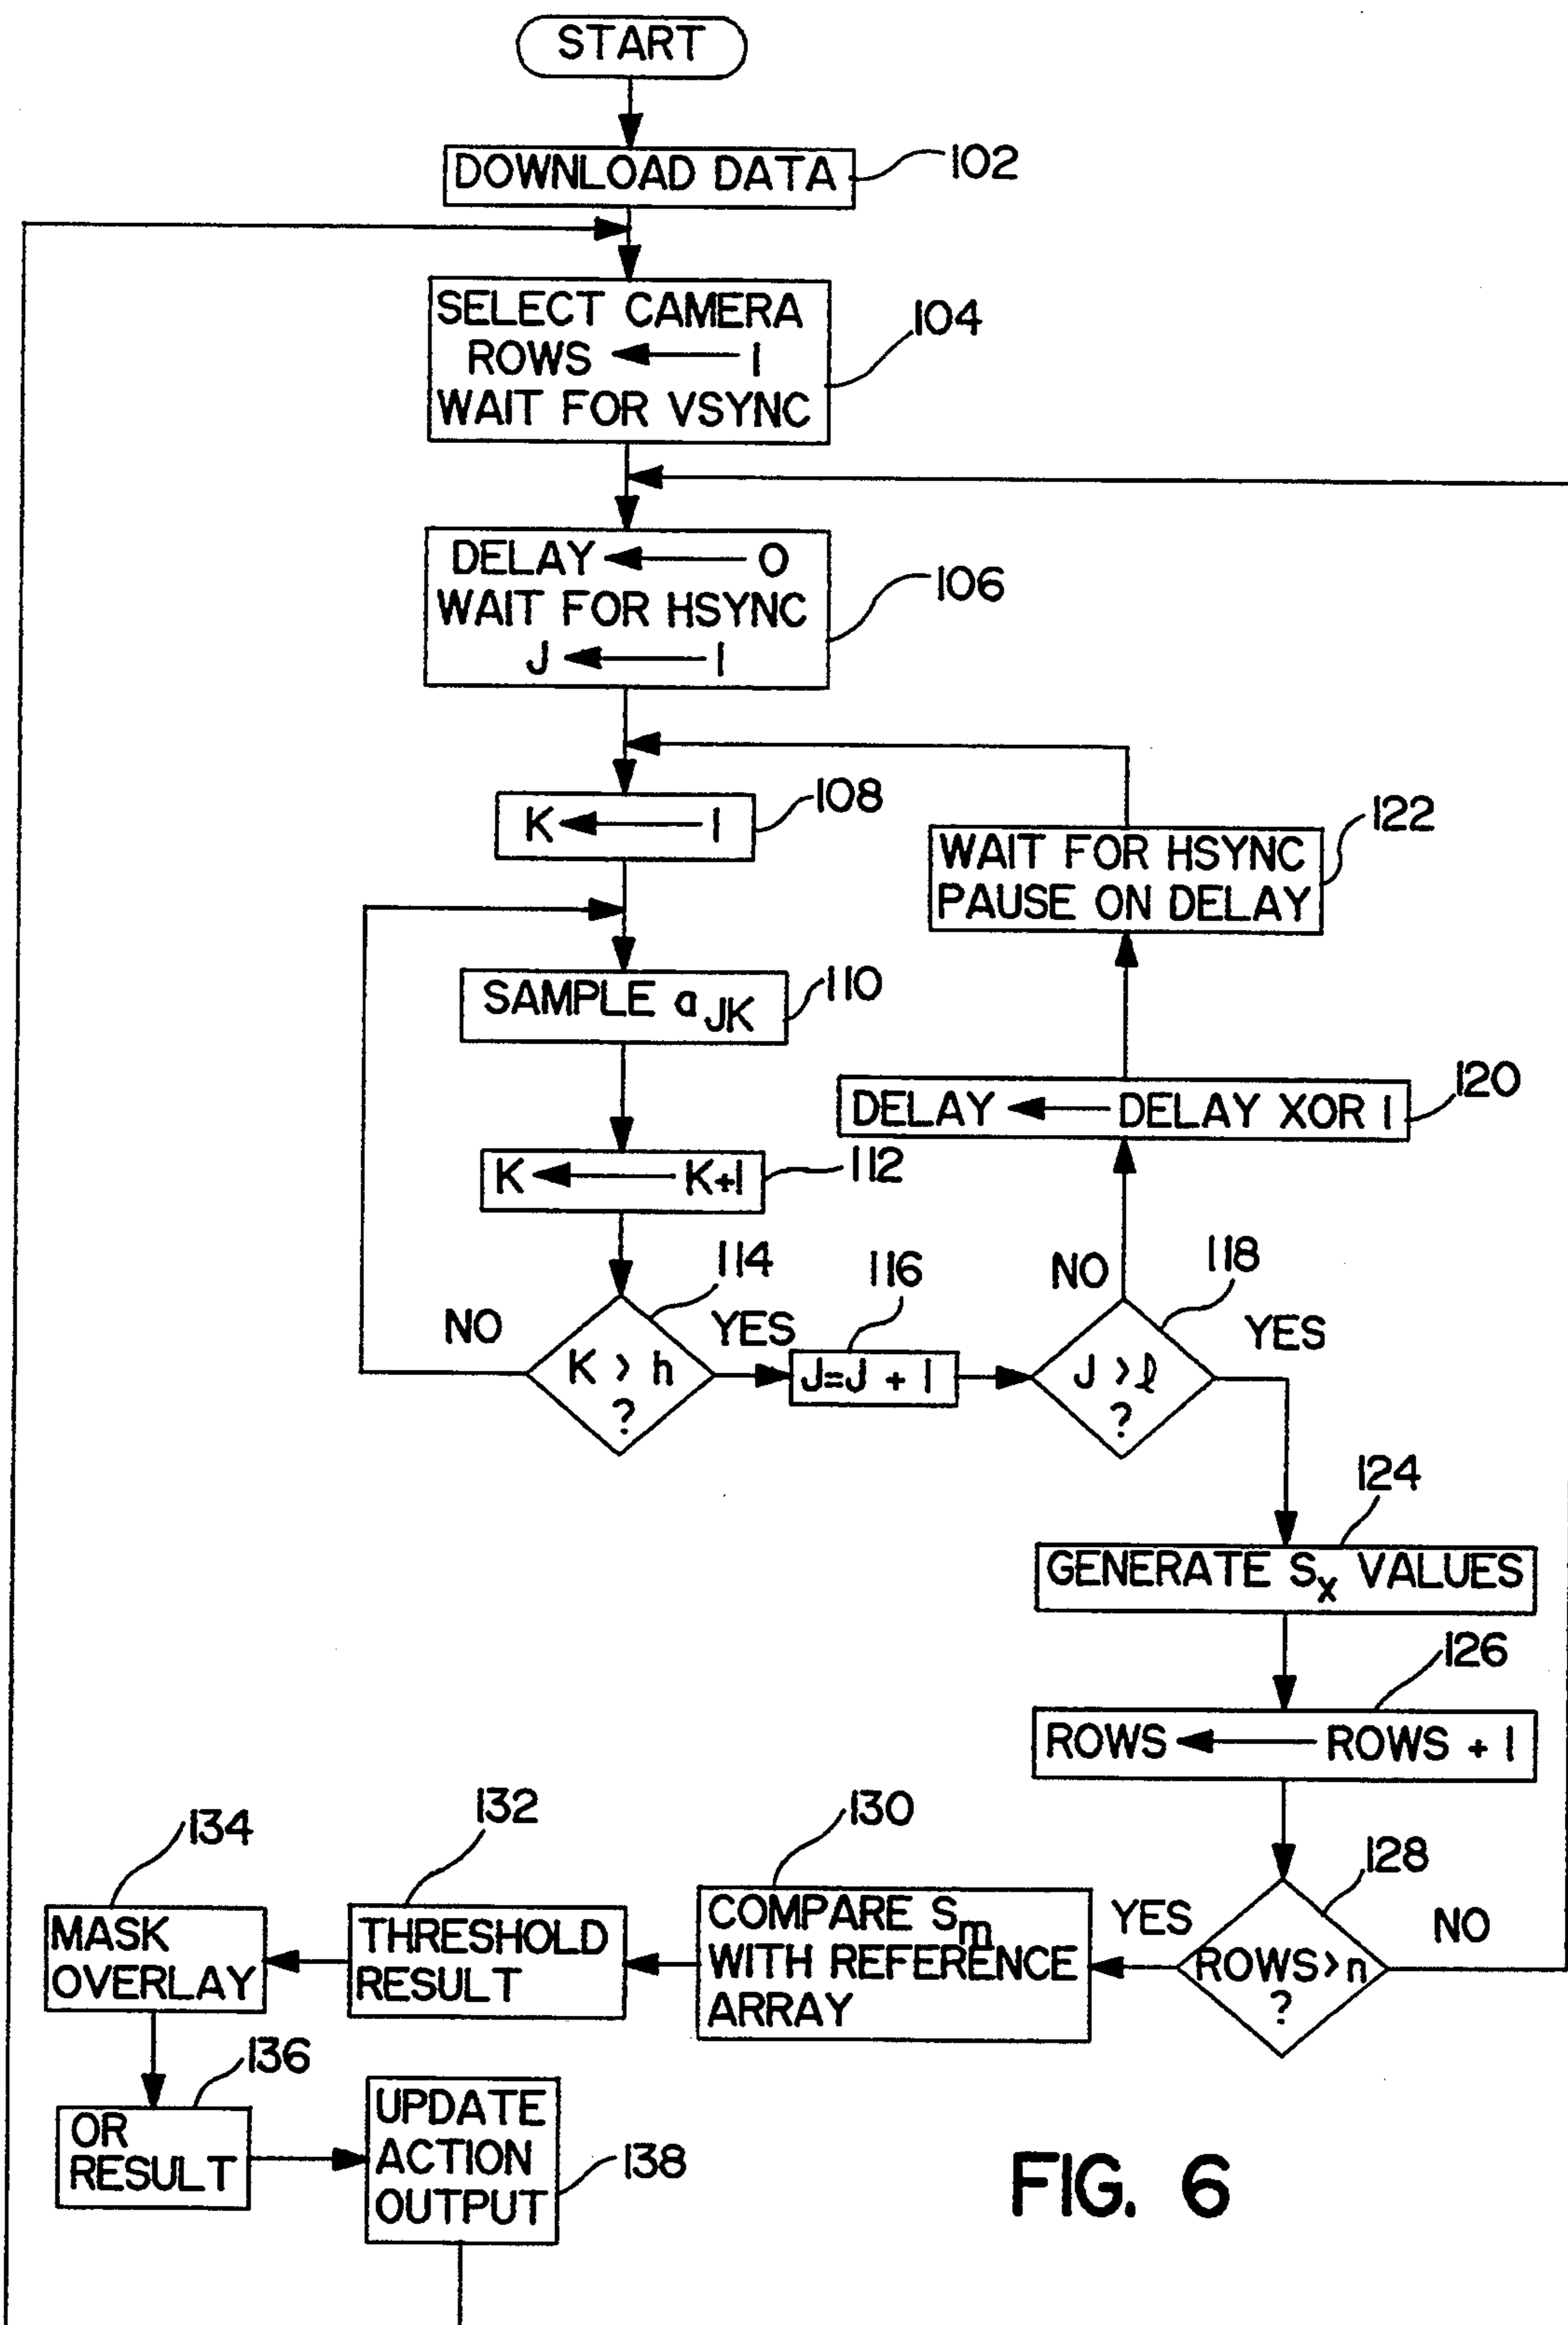 START
DOWNLOAD DATA
102
SELECT CAMERA
ROWS ← 1
WAIT FOR VSYNC
104
DELAY ← 0
WAIT FOR HSYNC
J ← 1
106
K ← 1
108
WAIT FOR HSYNC
PAUSE ON DELAY
122
SAMPLE a JK
110
DELAY ← DELAY XOR 1
120
K ← K+1
112
114
116
118
NO
YES
NO
YES
K > h
?
J=J + 1
J > ℓ
?
124
GENERATE Sx VALUES
126
ROWS ← ROWS + 1
128
ROWS>n
?
YES
NO
130
COMPARE Sm
WITH REFERENCE
ARRAY
132
THRESHOLD
RESULT
134
MASK
OVERLAY
136
OR
RESULT
UPDATE
ACTION
OUTPUT
138
FIG. 6